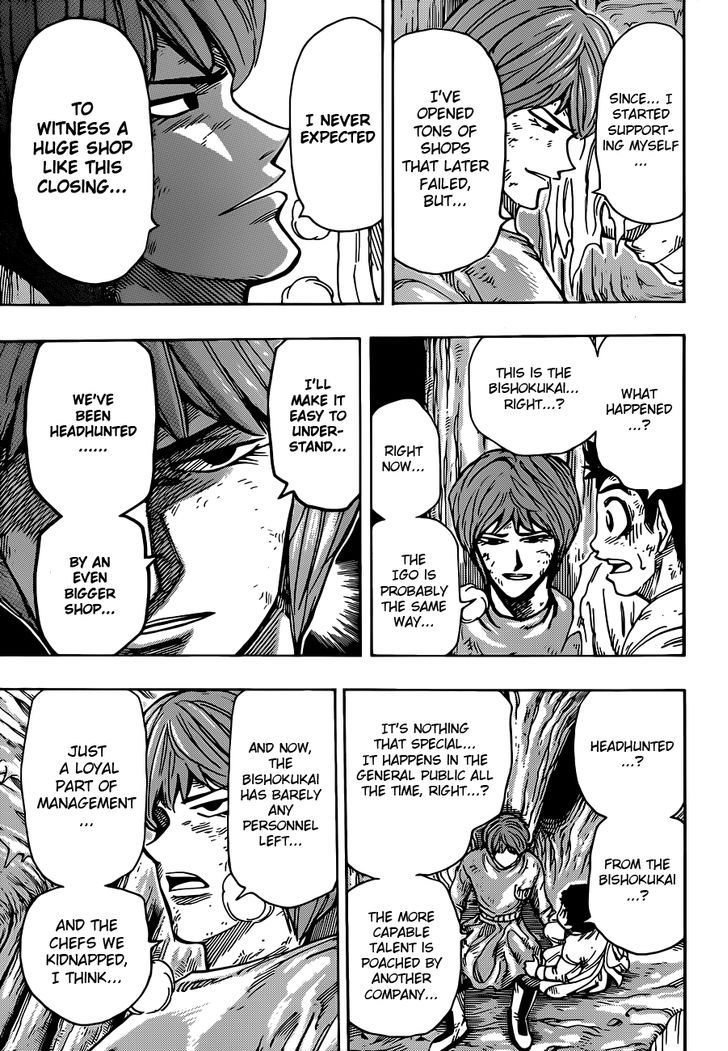 SINCE... I
STARTED
SUPPORT-
ING MYSELF
...
I'VE
OPENED
TONS OF
SHOPS
THAT LATER
FAILED,
BUT...
I NEVER
EXPECTED
TO
WITNESS A
HUGE SHOP
LIKE THIS
CLOSING...
WHAT
HAPPENED
...?
THIS IS THE
BISHOKUKAI...
RIGHT...?
RIGHT
NOW...
THE
IGO IS
PROBABLY
THE SAME
WAY...
I'LL
MAKE IT
EASY TO
UNDER-
STAND...
WE'VE
BEEN
HEADHUNTED
......
BY AN
EVEN
BIGGER
SHOP...
HEADHUNTED
...?
FROM THE
BISHOKUKAI
...?
IT'S NOTHING
THAT SPECIAL...
IT HAPPENS IN THE
GENERAL PUBLIC ALL
THE TIME, RIGHT...?
THE MORE
CAPABLE
TALENT IS
POACHED BY
ANOTHER
COMPANY...
AND NOW,
THE
BISHOKUKAI
HAS BARELY
ANY
PERSONNEL
LEFT...
JUST
A LOYAL
PART OF
MANAGEMENT
...
AND THE
CHEFS WE
KIDNAPPED,
I THINK...